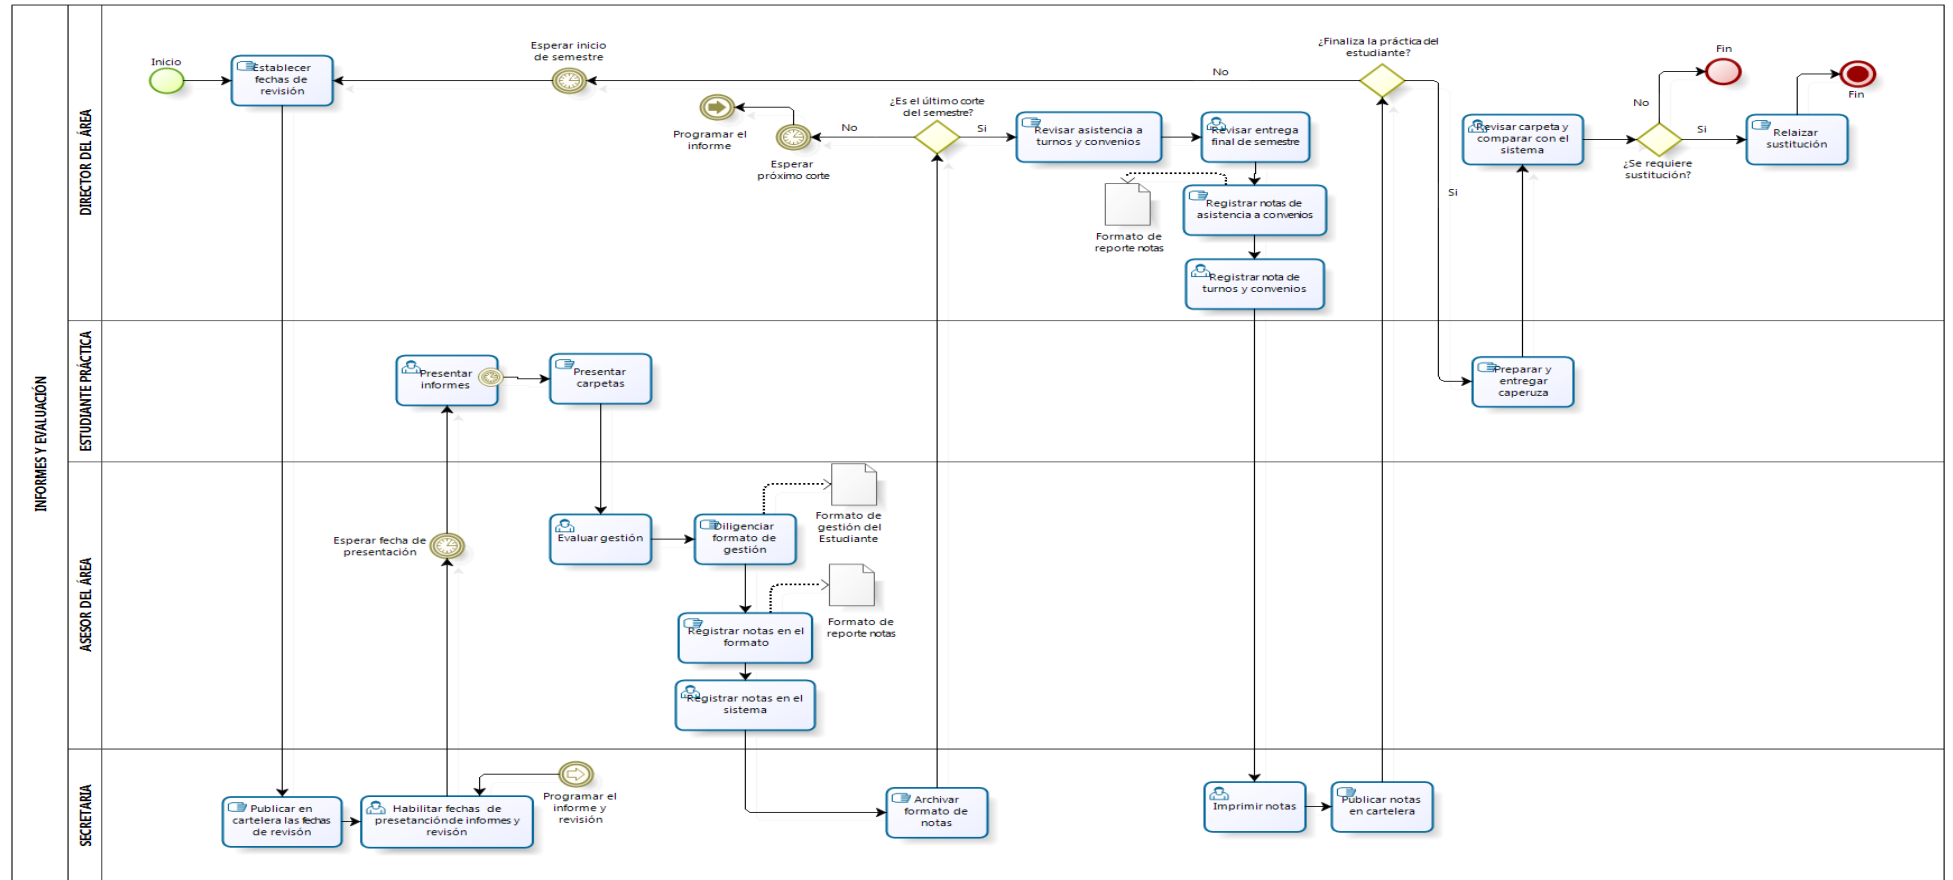 INFORMES Y EVALUACIÓN
DIRECTOR DEL ÁREA
Inicio
Establecer
fechas de
revisión
Esperar inicio
de semestre
Programar el
informe
Esperar
próximo corte
No
¿Es el último corte
del semestre?
Si
Revisar asistencia a
turnos y convenios
Revisar entrega
final de semestre
Formato de
reporte notas
Registrar notas de
asistencia a convenios
Registrar nota de
turnos y convenios
No
¿Finaliza la práctica del
estudiante?
Si
Revisar carpeta y
comparar con el
sistema
¿Se requiere
sustitución?
No
Fin
Si
Relaizar
sustitución
Fin
ESTUDIANTE PRÁCTICA
Presentar
informes
Presentar
carpetas
Preparar y
entregar
caperuza
ASESOR DEL ÁREA
Esperar fecha de
presentación
Evaluar gestión
Diligenciar
formato de
gestión
Formato de
gestión del
Estudiante
Registrar notas en el
formato
Formato de
reporte notas
Registrar notas en el
sistema
SECRETARIA
Publicar en
cartelera las fechas
de revisón
Habilitar fechas de
presetanción de informes y
revisón
Programar el
informe y
revisión
Archivar
formato de
notas
Imprimir notas
Publicar notas
en cartelera